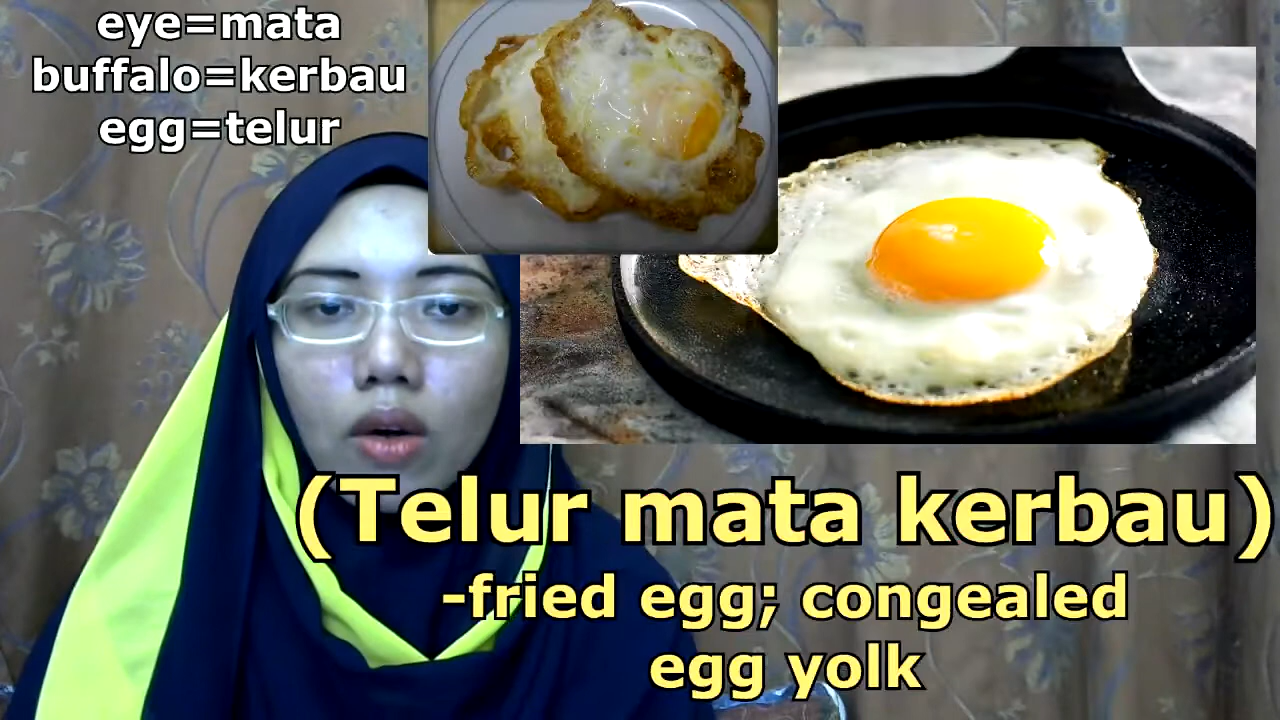 eye=mata
buffalo=kerbau
egg=telur
(Telur mata kerbau)
-fried egg; congealed
egg yolk